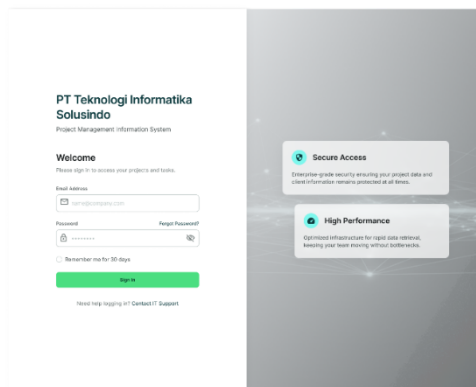 PT Teknologi Informatika
Solusindo
Project Management Information System
Welcome
Please sign in to access your projects and tasks.
Email Address
name@company.com
Password Forgot Password?
••••••••
Remember me for 30 days
Sign In
Need help logging in? Contact IT Support
Secure Access
Enterprise-grade security ensuring your project data and
client information remains protected at all times.
High Performance
Optimized infrastructure for rapid data retrieval,
keeping your team moving without bottlenecks.